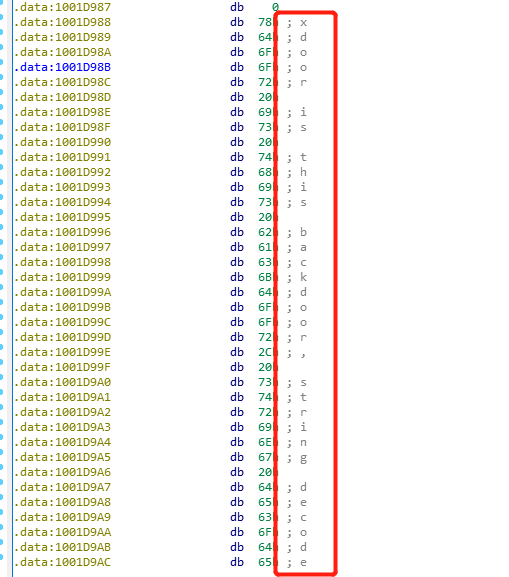 .data:1001D987 db 0
.data:1001D988 db 78h ; x
.data:1001D989 db 64h ; d
.data:1001D98A db 6Fh ; o
.data:1001D98B db 6Fh ; o
.data:1001D98C db 72h ; r
.data:1001D98D db 20h
.data:1001D98E db 69h ; i
.data:1001D98F db 73h ; s
.data:1001D990 db 20h
.data:1001D991 db 74h ; t
.data:1001D992 db 68h ; h
.data:1001D993 db 69h ; i
.data:1001D994 db 73h ; s
.data:1001D995 db 20h
.data:1001D996 db 62h ; b
.data:1001D997 db 61h ; a
.data:1001D998 db 63h ; c
.data:1001D999 db 6Bh ; k
.data:1001D99A db 64h ; d
.data:1001D99B db 6Fh ; o
.data:1001D99C db 6Fh ; o
.data:1001D99D db 72h ; r
.data:1001D99E db 2Ch ; ,
.data:1001D99F db 20h
.data:1001D9A0 db 73h ; s
.data:1001D9A1 db 74h ; t
.data:1001D9A2 db 72h ; r
.data:1001D9A3 db 69h ; i
.data:1001D9A4 db 6Eh ; n
.data:1001D9A5 db 67h ; g
.data:1001D9A6 db 20h
.data:1001D9A7 db 64h ; d
.data:1001D9A8 db 65h ; e
.data:1001D9A9 db 63h ; c
.data:1001D9AA db 6Fh ; o
.data:1001D9AB db 64h ; d
.data:1001D9AC db 65h ; e